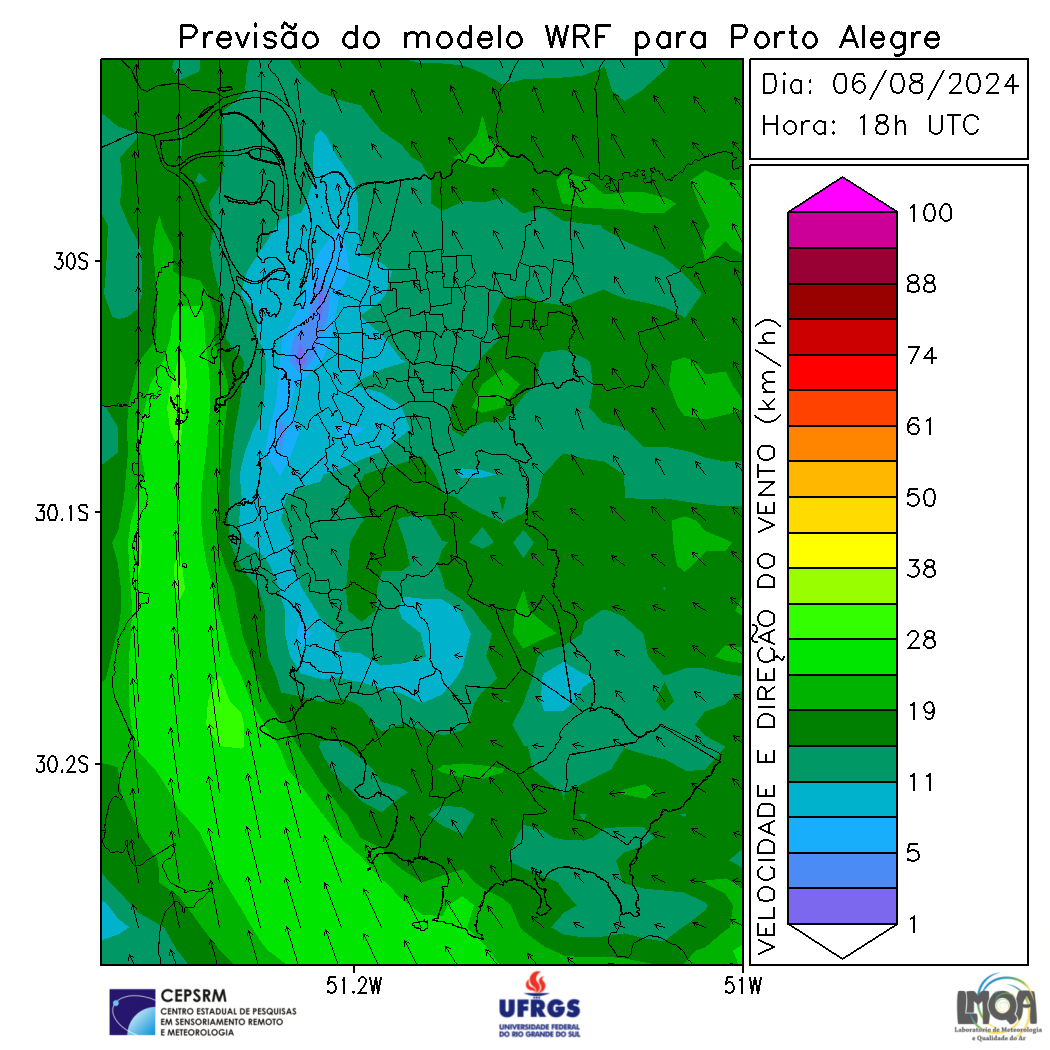 Previsão do modelo WRF para Porto Alegre
Dia: 06/08/2024
Hora: 18h UTC
30S
30.1S
30.2S
51.2W
51W
VELOCIDADE E DIREÇÃO DO VENTO (km/h)
100
88
74
61
50
38
28
19
11
5
1
CEPSRM
CENTRO ESTADUAL DE PESQUISAS
EM SENSORIAMENTO REMOTO
E METEOROLOGIA
UFRGS
UNIVERSIDADE FEDERAL
DO RIO GRANDE DO SUL
LMQA
Laboratório de Meteorologia
e Qualidade do Ar